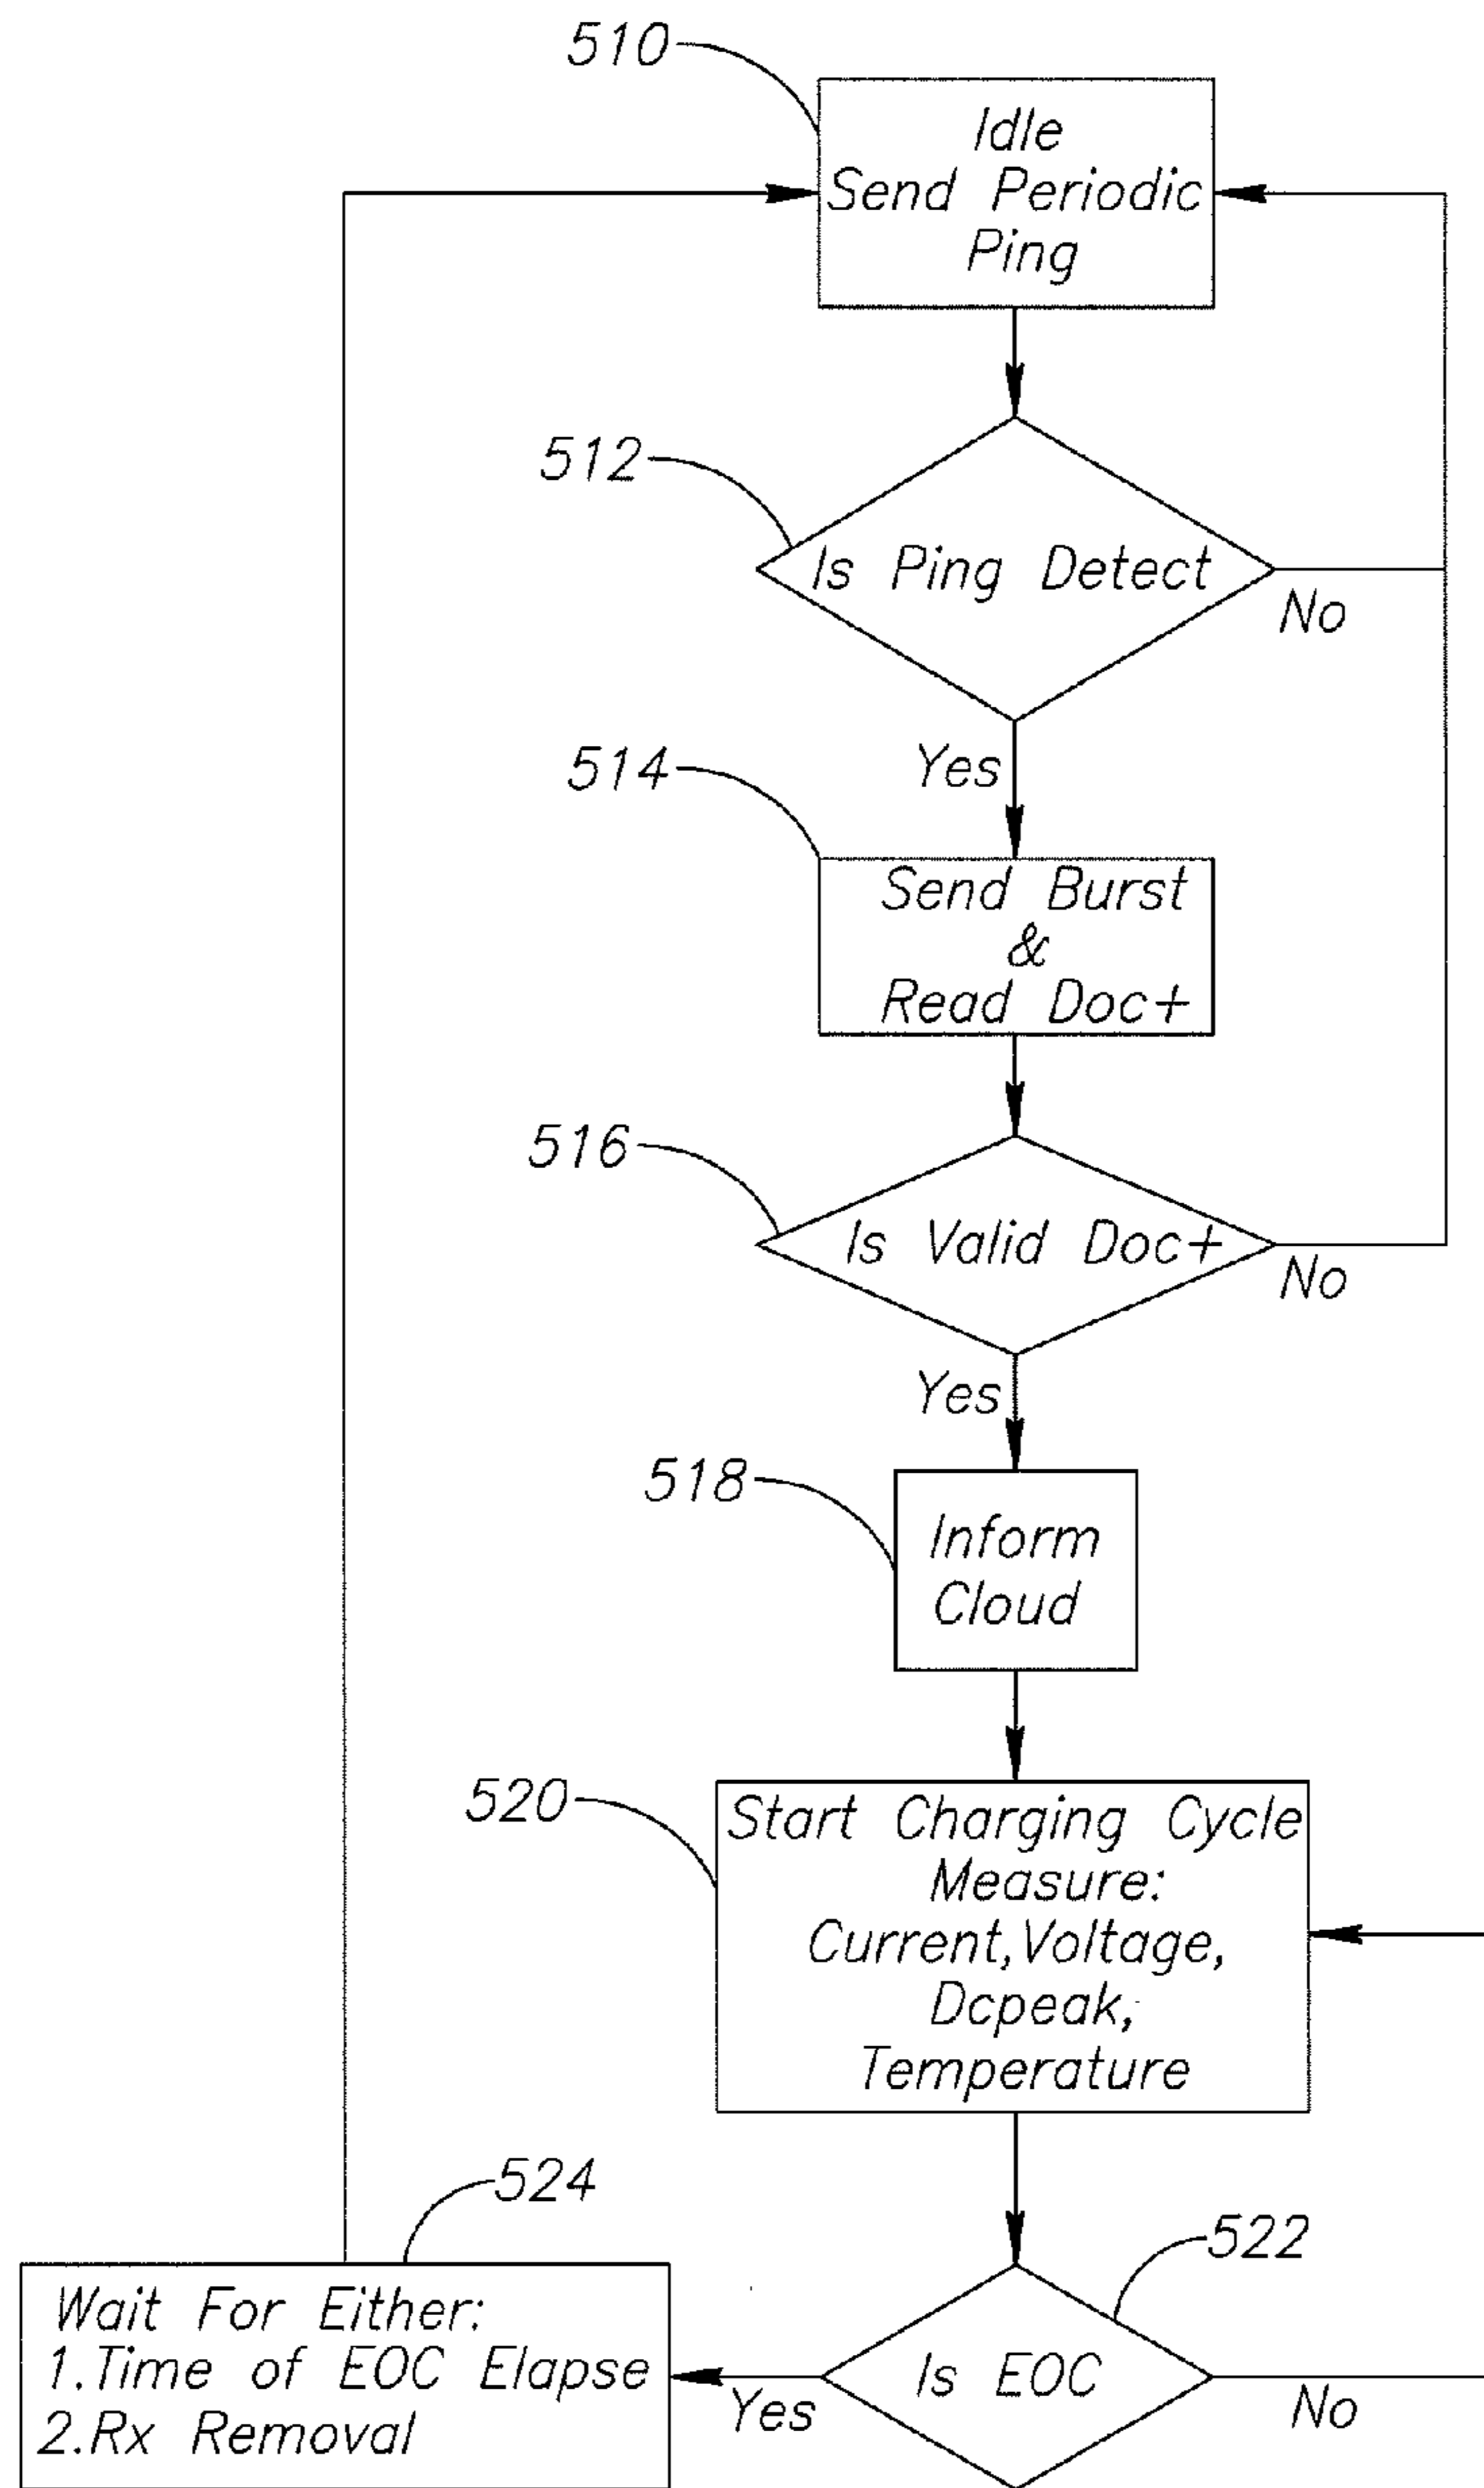 510
Idle
Send Periodic
Ping
512
Is Ping Detect
No
Yes
514
Send Burst
&
Read Doc+
516
Is Valid Doc+
No
Yes
518
Inform
Cloud
520
Start Charging Cycle
Measure:
Current,Voltage,
Dcpeak,
Temperature
524
522
Wait For Either:
1.Time of EOC Elapse
2.Rx Removal
Yes
Is EOC
No